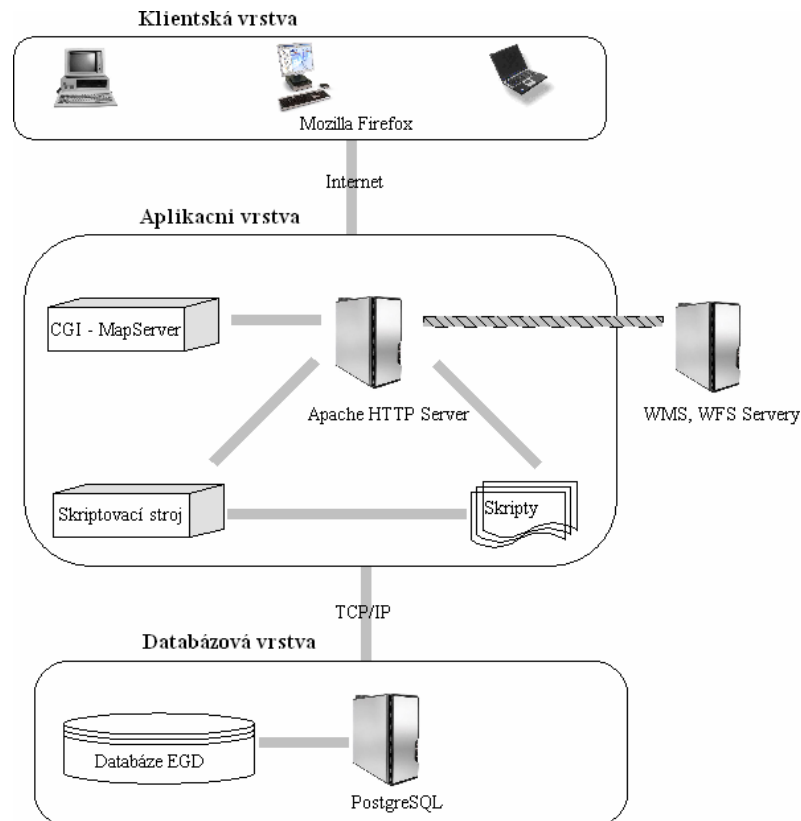 Klientská vrstva
Mozilla Firefox
Internet
Aplikacní vrstva
CGI - MapServer
Apache HTTP Server
WMS, WFS Servery
Skriptovací stroj
Skripty
TCP/IP
Databázová vrstva
Databáze EGD
PostgreSQL